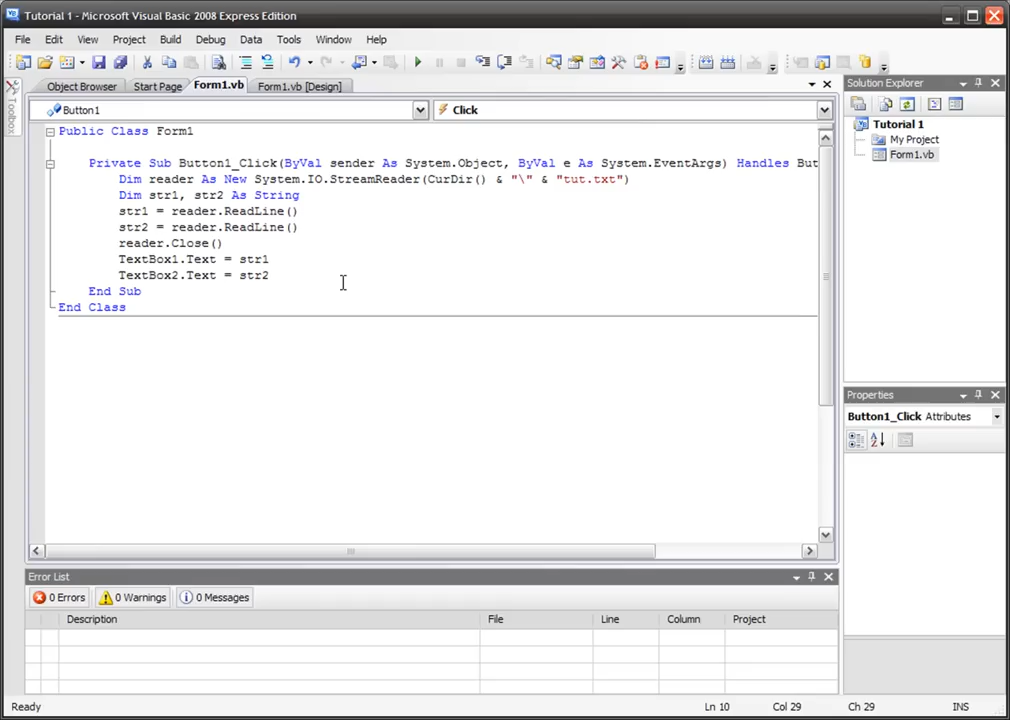 Tutorial 1 - Microsoft Visual Basic 2008 Express Edition
File Edit View Project Build Debug Data Tools Window Help
Object Browser Start Page Form1.vb Form1.vb [Design]
Button1 Click
Public Class Form1
Private Sub Button1_Click(ByVal sender As System.Object, ByVal e As System.EventArgs) Handles But
Dim reader As New System.IO.StreamReader(CurDir() & "\" & "tut.txt")
Dim str1, str2 As String
str1 = reader.ReadLine()
str2 = reader.ReadLine()
reader.Close()
TextBox1.Text = str1
TextBox2.Text = str2
End Sub
End Class
Toolbox
Solution Explorer
Tutorial 1
My Project
Form1.vb
Properties
Button1_Click Attributes
Error List
0 Errors 0 Warnings 0 Messages
Description File Line Column Project
Ready Ln 10 Col 29 Ch 29 INS